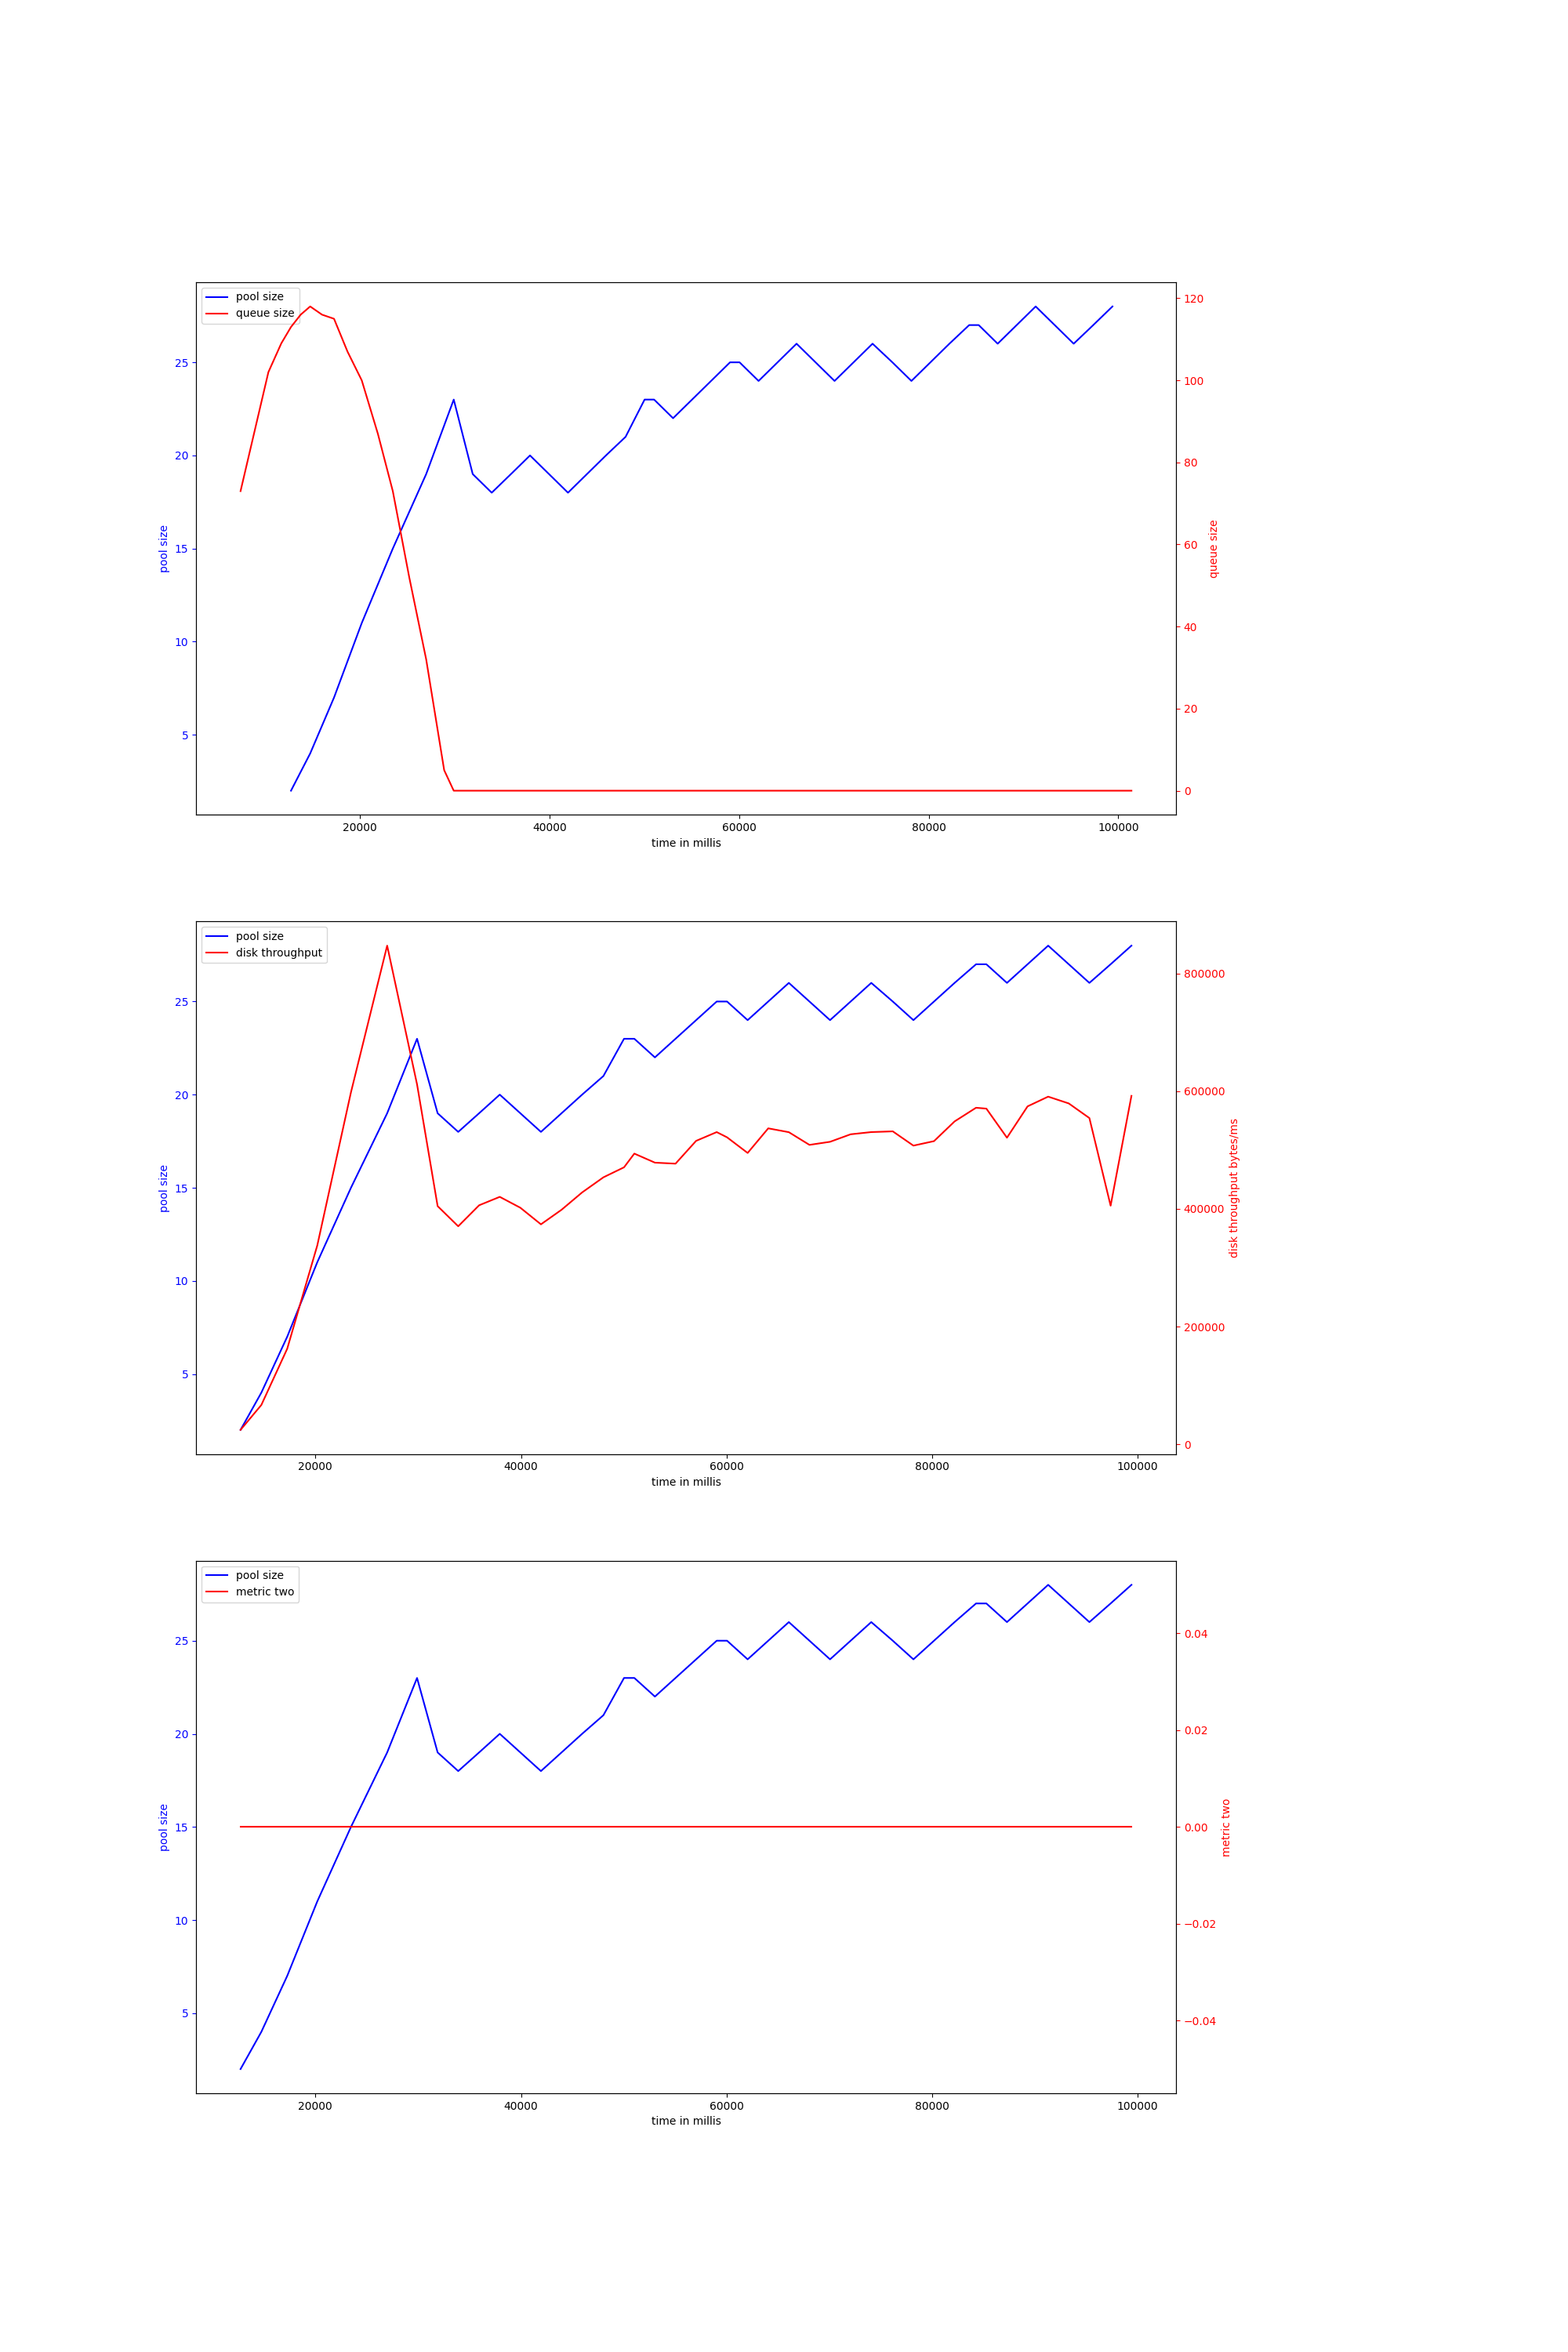 pool size
queue size
120
100
80
60
40
20
0
queue size
25
20
15
10
5
pool size
20000 40000 60000 80000 100000
time in millis
pool size
disk throughput
800000
600000
400000
200000
0
disk throughput bytes/ms
25
20
15
10
5
pool size
20000 40000 60000 80000 100000
time in millis
pool size
metric two
0.04
0.02
0.00
−0.02
−0.04
metric two
25
20
15
10
5
pool size
20000 40000 60000 80000 100000
time in millis